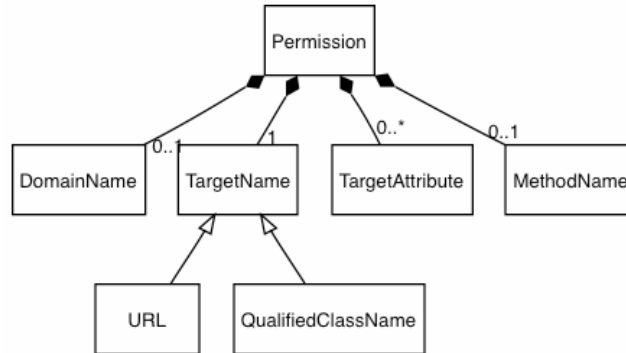 Permission
0..1
1
0..*
0..1
DomainName
TargetName
TargetAttribute
MethodName
URL
QualifiedClassName